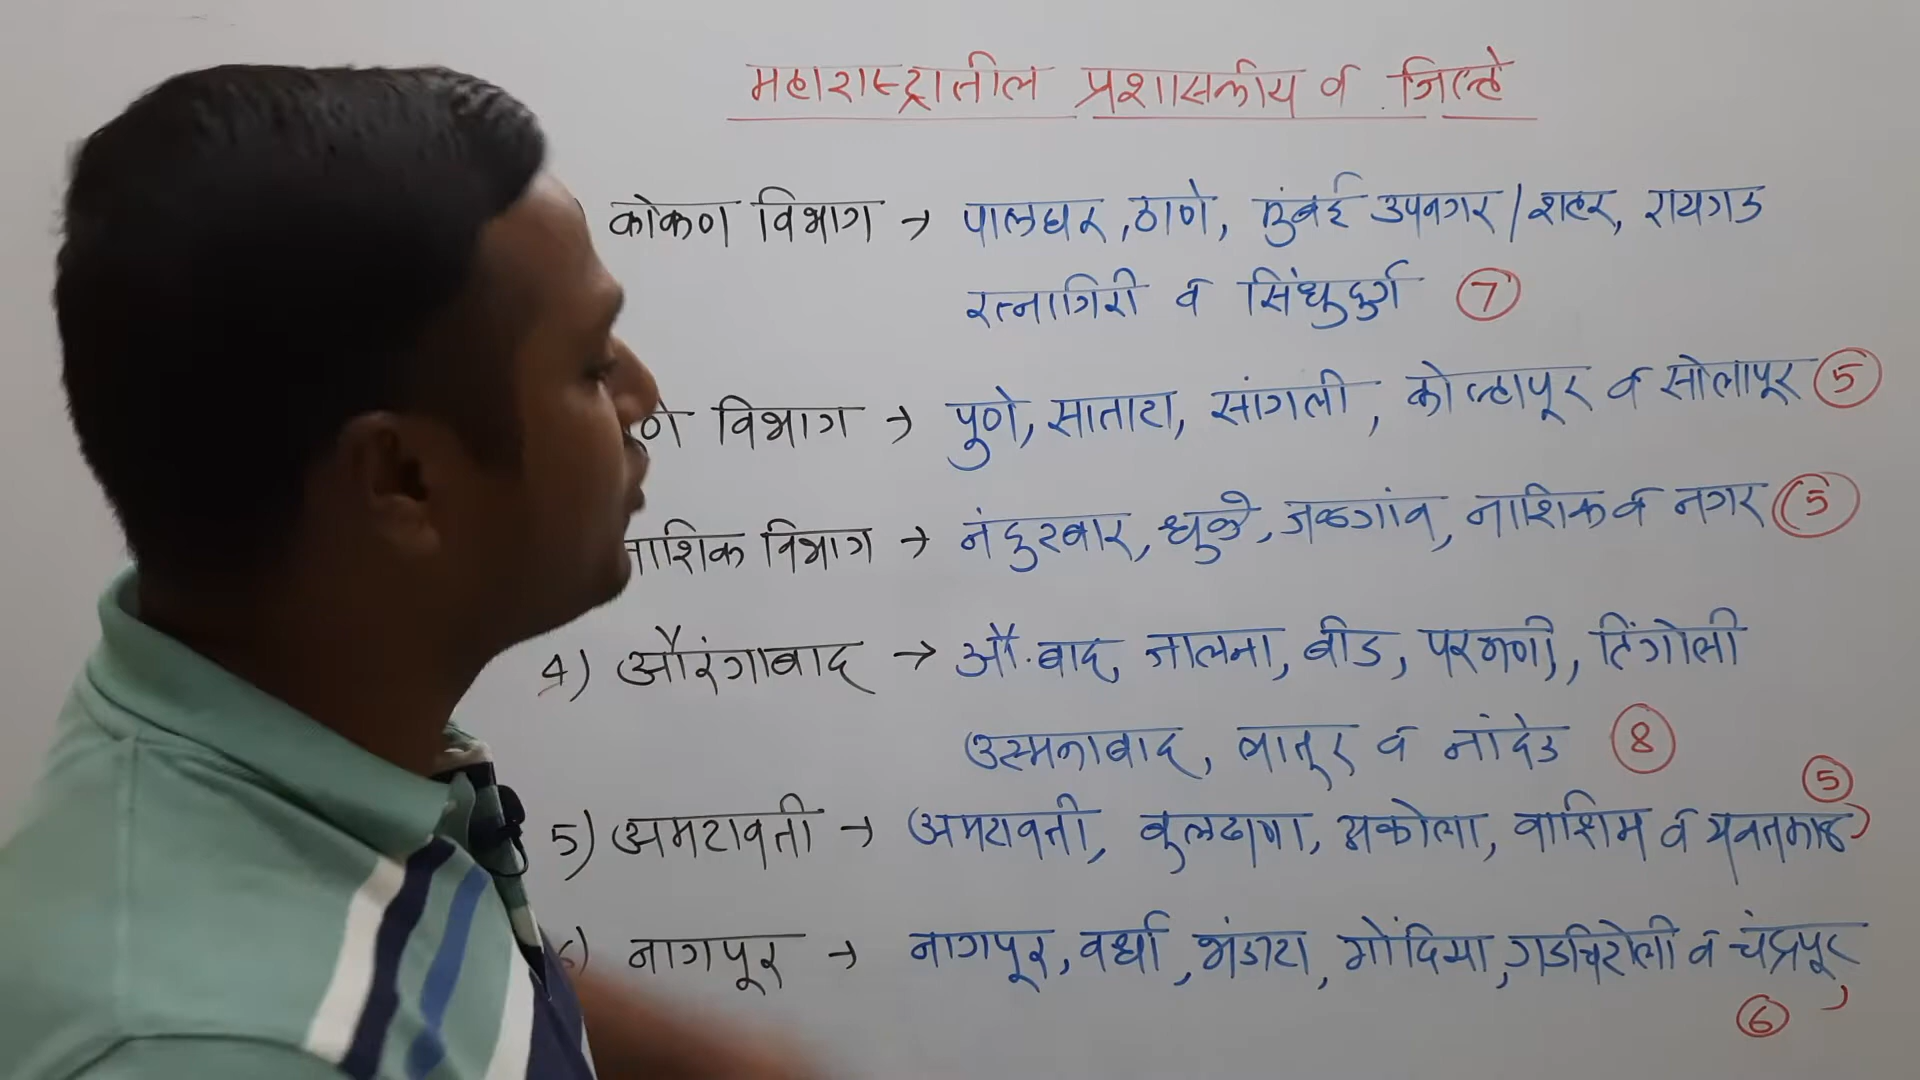 महाराष्ट्रातील प्रशासकीय व जिल्हे
कोकण विभाग → पालघर, ठाणे, मुंबई उपनगर/शहर, रायगड
रत्नागिरी व सिंधुदुर्ग 7
विभाग → पुणे, सातारा, सांगली, कोल्हापूर व सोलापूर 5
नाशिक विभाग → नंदुरबार, धुळे, जळगांव, नाशिक व नगर 5
4) औरंगाबाद → औ. बाद, जालना, बीड, परभणी, हिंगोली
उस्मनाबाद, लातूर व नांदेड 8
5
5) अमरावती → अमरावती, बुलढाणा, अकोला, वाशिम व यवतमाळ
6) नागपूर → नागपूर, वर्धा, भंडारा, गोंदिया, गडचिरोली व चंद्रपूर,
6